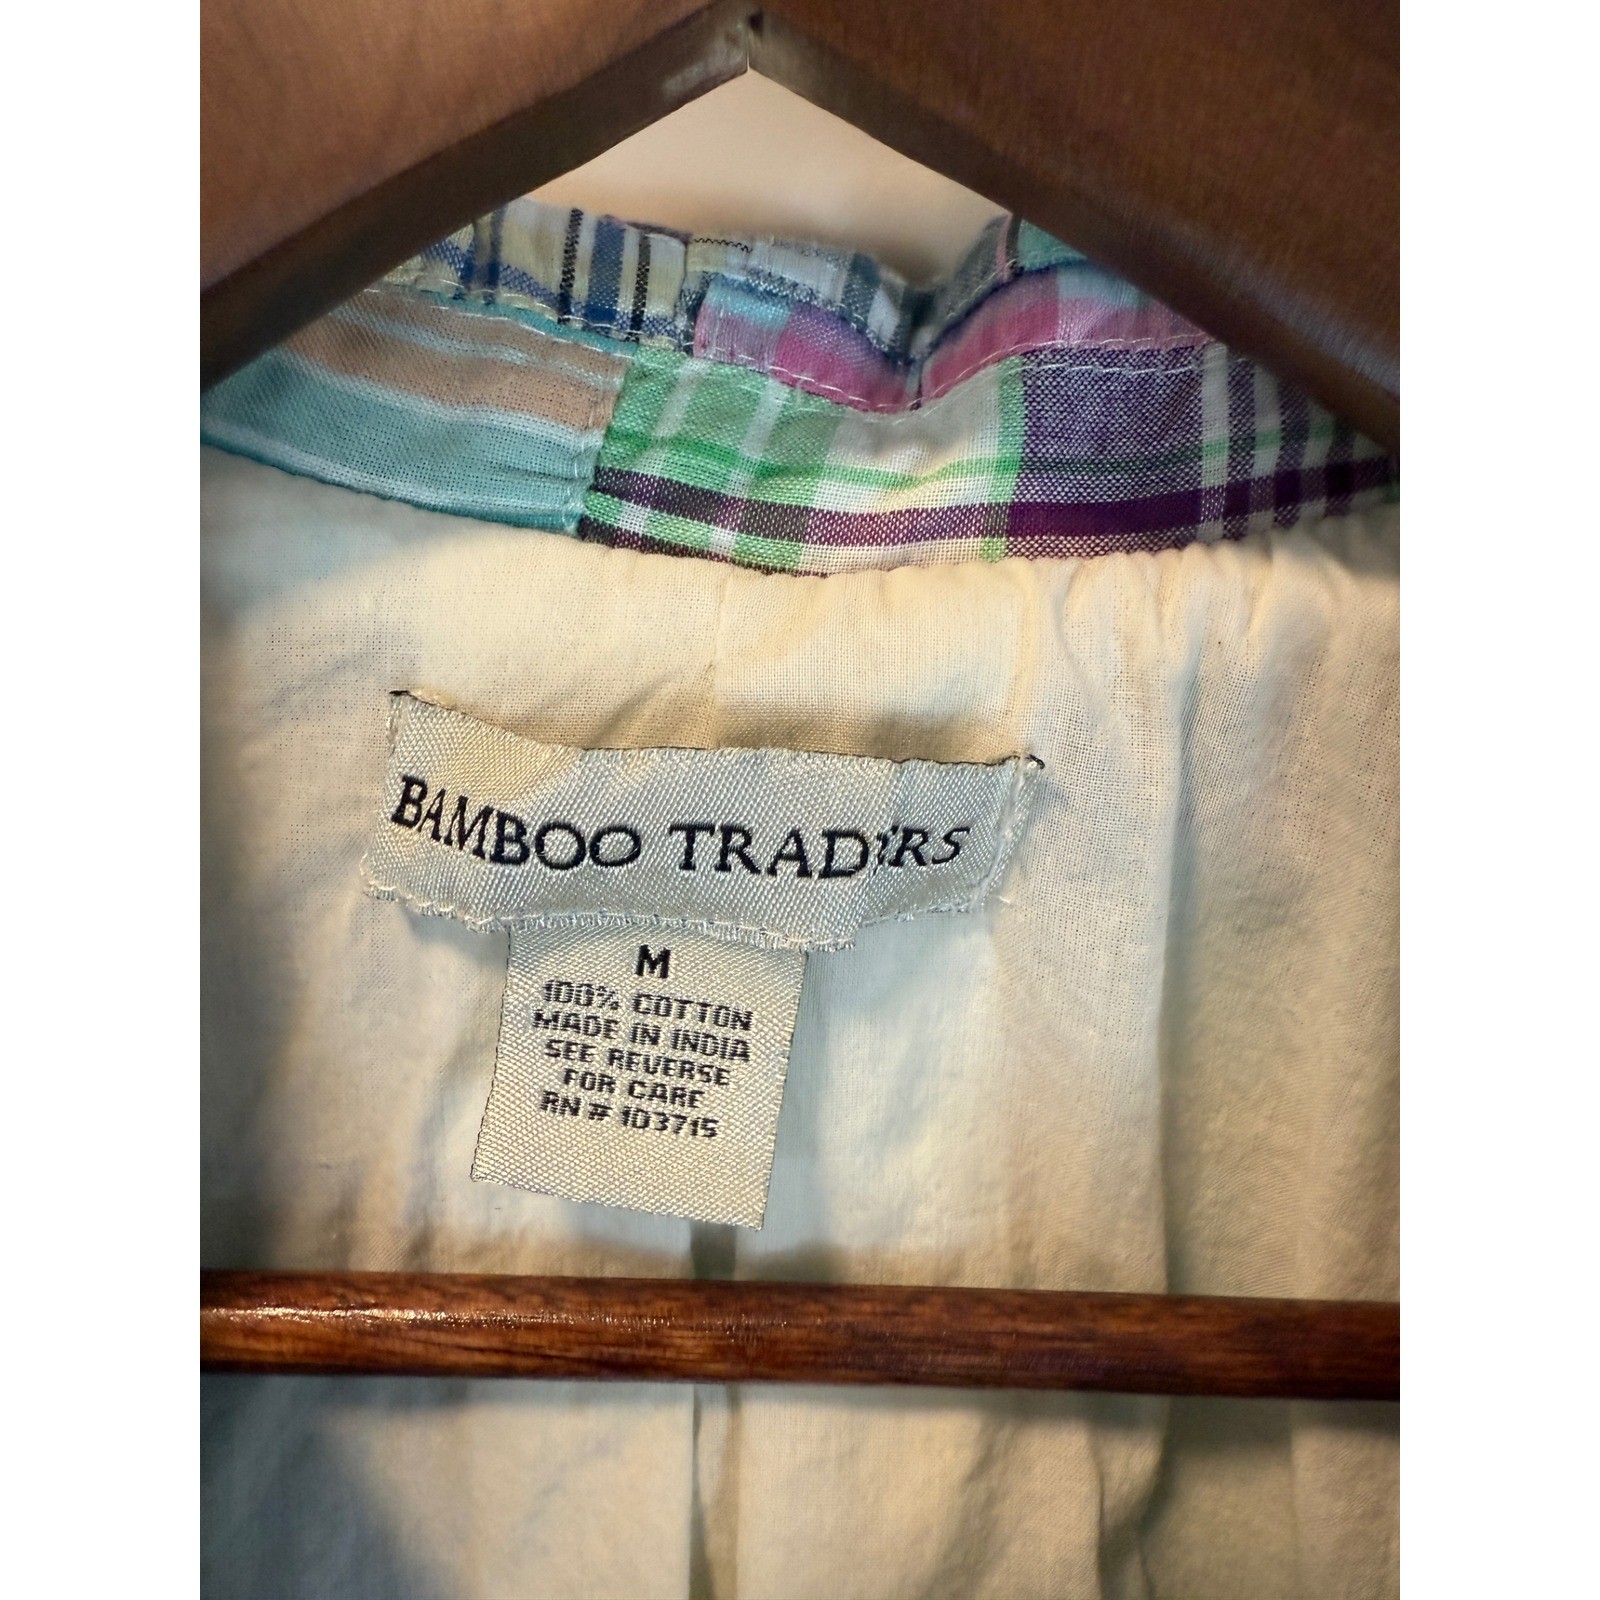 BAMBOO TRADERS
M
100% COTTON
MADE IN INDIA
SEE REVERSE
FOR CARE
RN # 103715